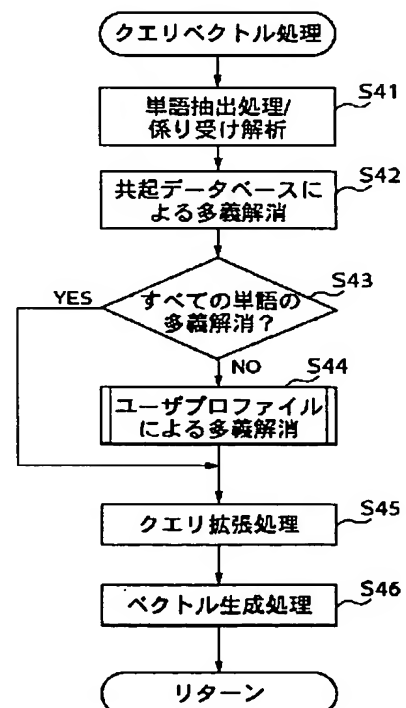 クエリベクトル処理
S41
単語抽出処理/
係り受け解析
S42
共起データベースに
よる多義解消
S43
YES
すべての単語の
多義解消?
NO
S44
ユーザプロファイル
による多義解消
S45
クエリ拡張処理
S46
ベクトル生成処理
リターン